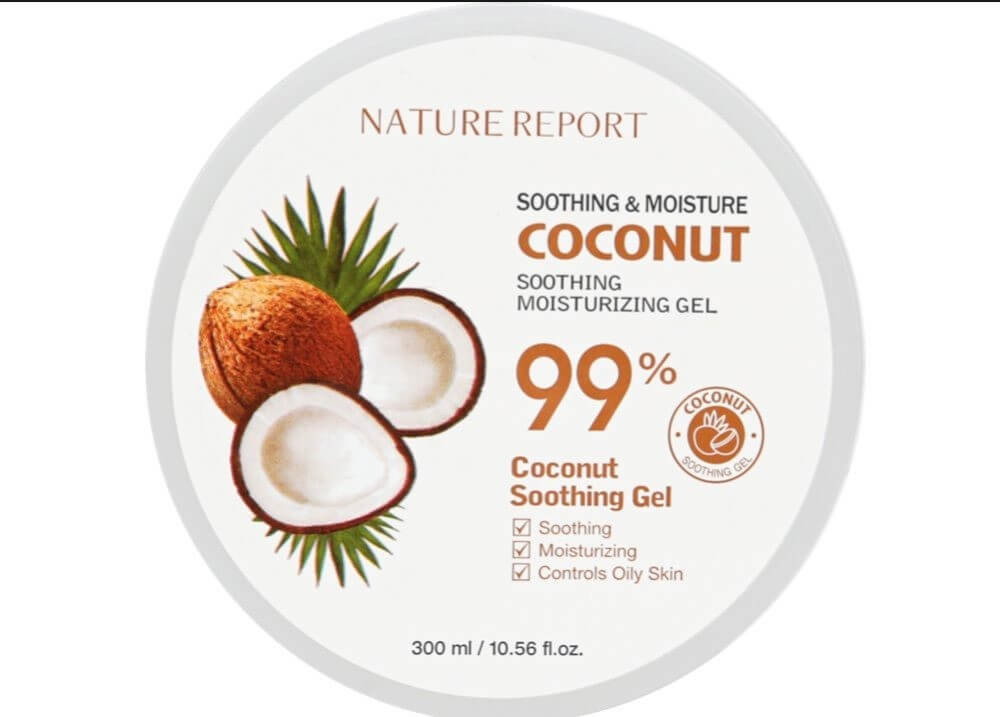 NATURE REPORT
SOOTHING & MOISTURE
COCONUT
SOOTHING
MOISTURIZING GEL
99%
COCONUT
SOOTHING GEL
Coconut
Soothing Gel
☑ Soothing
☑ Moisturizing
☑ Controls Oily Skin
300 ml / 10.56 fl.oz.